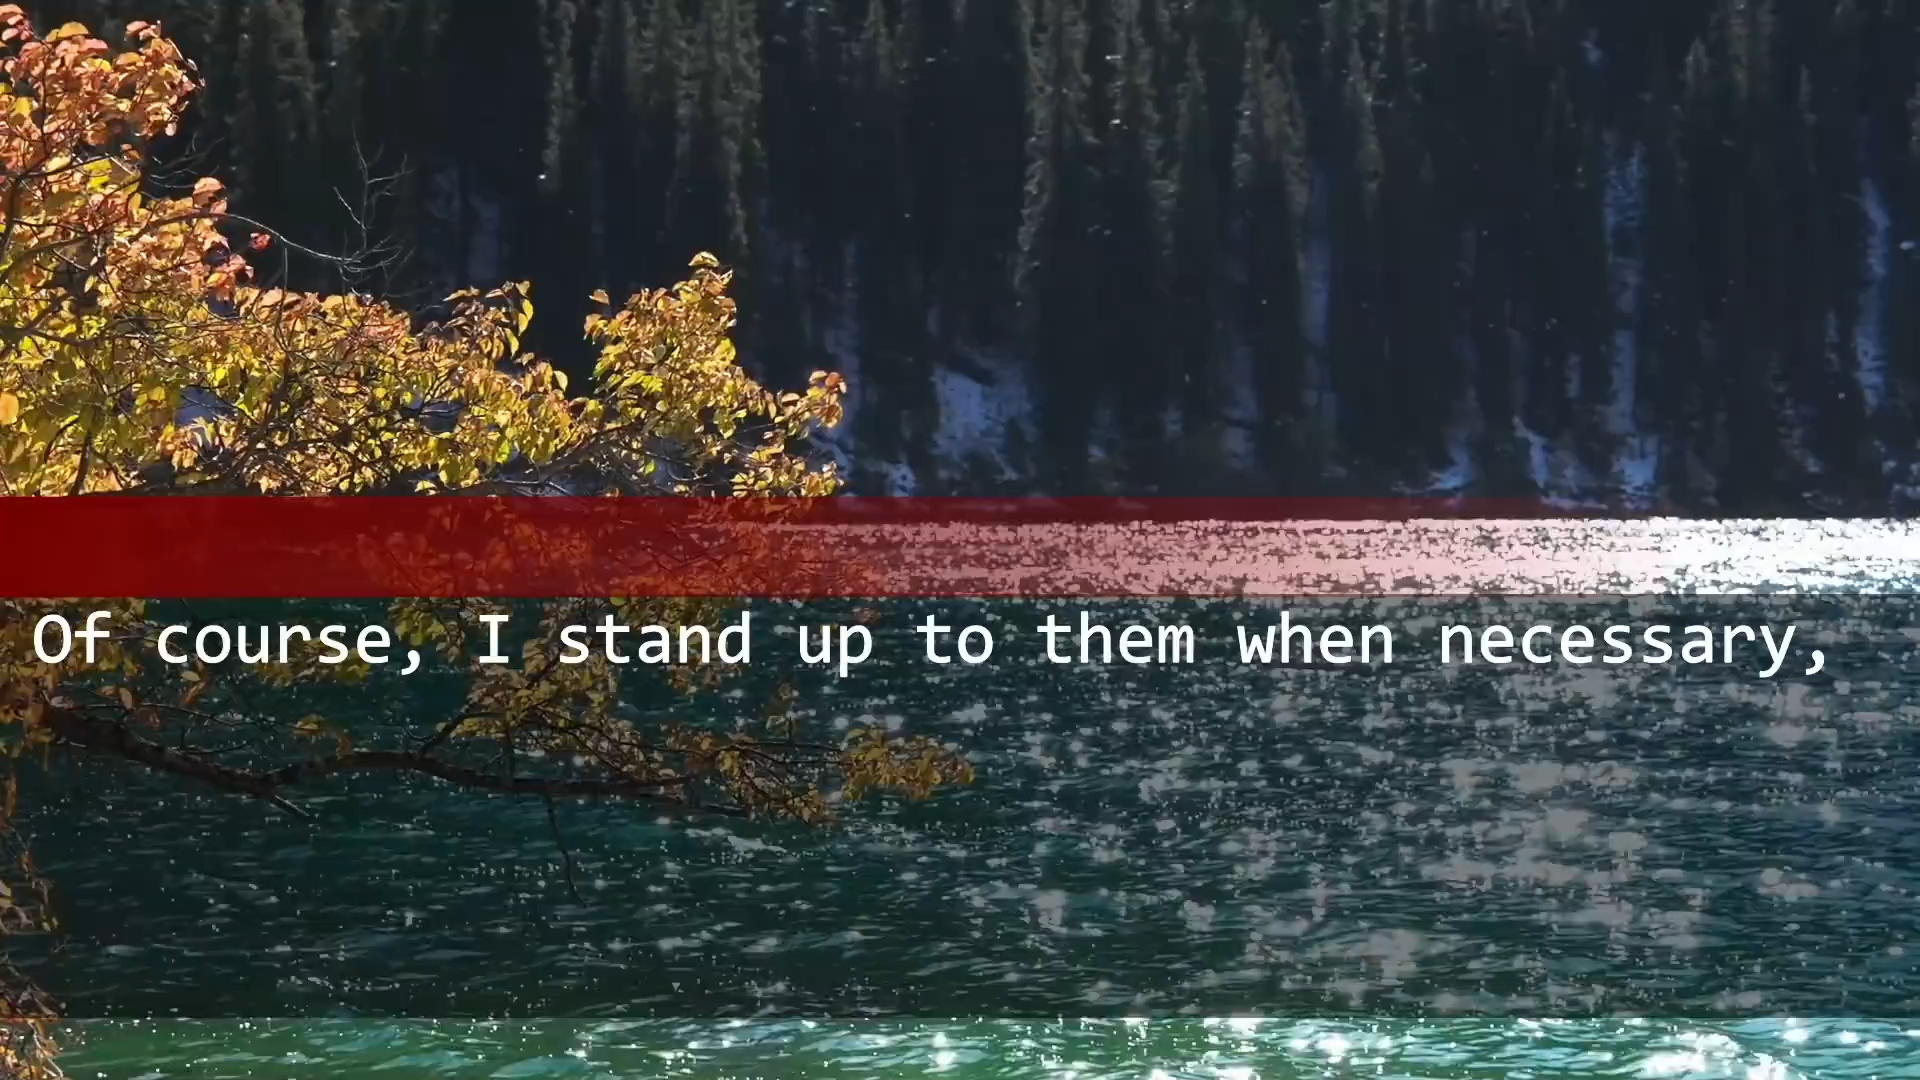 Of course, I stand up to them when necessary,